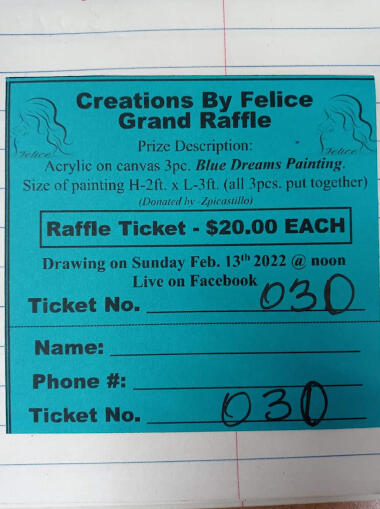 Creations By Felice
Grand Raffle
Felice
Felice
Prize Description:
Acrylic on canvas 3pc. Blue Dreams Painting.
Size of painting H-2ft. x L-3ft. (all 3pcs. put together)
(Donated by -Zpicastillo)
Raffle Ticket - $20.00 EACH
Drawing on Sunday Feb. 13th 2022 @ noon
Live on Facebook
Ticket No. 030
Name:
Phone #:
Ticket No. 030